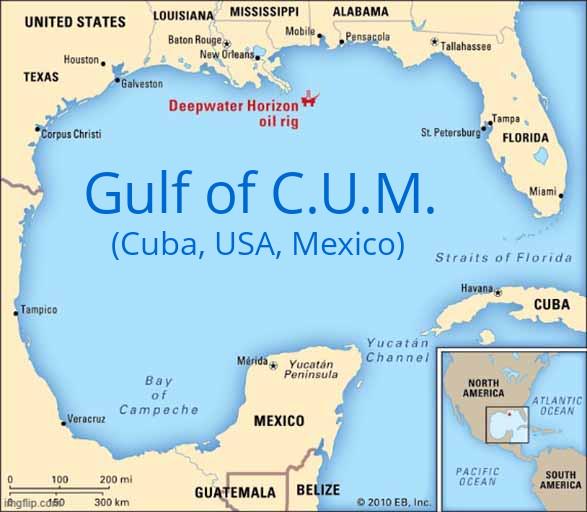 UNITED STATES
LOUISIANA
MISSISSIPPI
ALABAMA
Mobile
Pensacola
Baton Rouge
New Orleans
Tallahassee
Houston
TEXAS
Galveston
Deepwater Horizon
oil rig
Corpus Christi
Tampa
St. Petersburg
FLORIDA
Miami
Gulf of C.U.M.
(Cuba, USA, Mexico)
Straits of Florida
Havana
CUBA
Tampico
Yucatán
Channel
Mérida
Yucatán
Peninsula
Bay
of
Campeche
Veracruz
MEXICO
NORTH
AMERICA
ATLANTIC
OCEAN
PACIFIC
OCEAN
SOUTH
AMERICA
0 100 200 mi
0 150 300 km
GUATEMALA
BELIZE
© 2010 EB, Inc.
imgflip.com